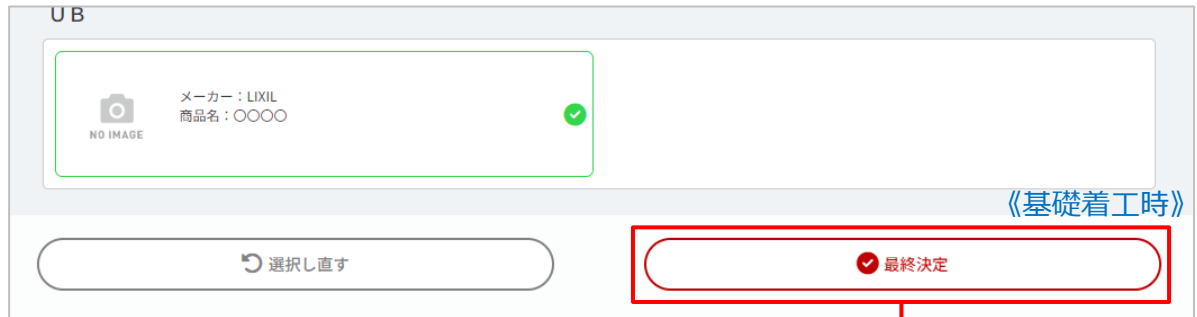 UB
メーカー：LIXIL
商品名：〇〇〇〇
NO IMAGE
《基礎着工時》
選択し直す
最終決定